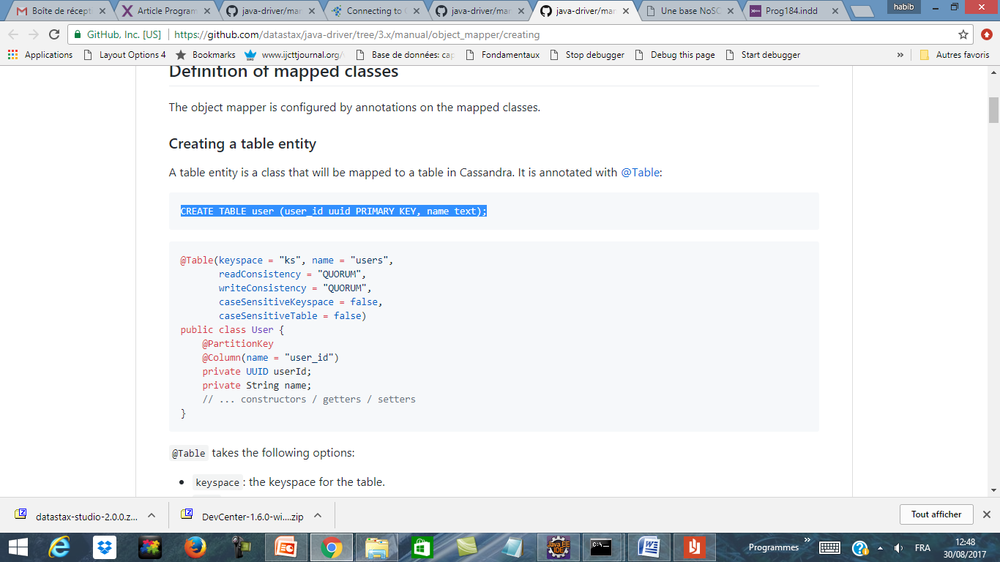 Boîte de récept
Article Program
java-driver/mar
Connecting to C
java-driver/mar
java-driver/mar
Une base NoSQ
Prog184.indd
habib
GitHub, Inc. [US]
https://github.com/datastax/java-driver/tree/3.x/manual/object_mapper/creating
Applications
Layout Options 4
Bookmarks
www.ijcttjournal.org/
Base de données: cap
Fondamentaux
Stop debugger
Debug this page
Start debugger
»
Autres favoris
Definition of mapped classes
The object mapper is configured by annotations on the mapped classes.
Creating a table entity
A table entity is a class that will be mapped to a table in Cassandra. It is annotated with @Table:
CREATE TABLE user (user_id uuid PRIMARY KEY, name text);
@Table(keyspace = "ks", name = "users",
readConsistency = "QUORUM",
writeConsistency = "QUORUM",
caseSensitiveKeyspace = false,
caseSensitiveTable = false)
public class User {
@PartitionKey
@Column(name = "user_id")
private UUID userId;
private String name;
// ... constructors / getters / setters
}
@Table takes the following options:
• keyspace : the keyspace for the table.
datastax-studio-2.0.0.z...
DevCenter-1.6.0-wi....zip
Tout afficher
Java EE
IDE
C:\_
Programmes
»
FRA
12:48
30/08/2017